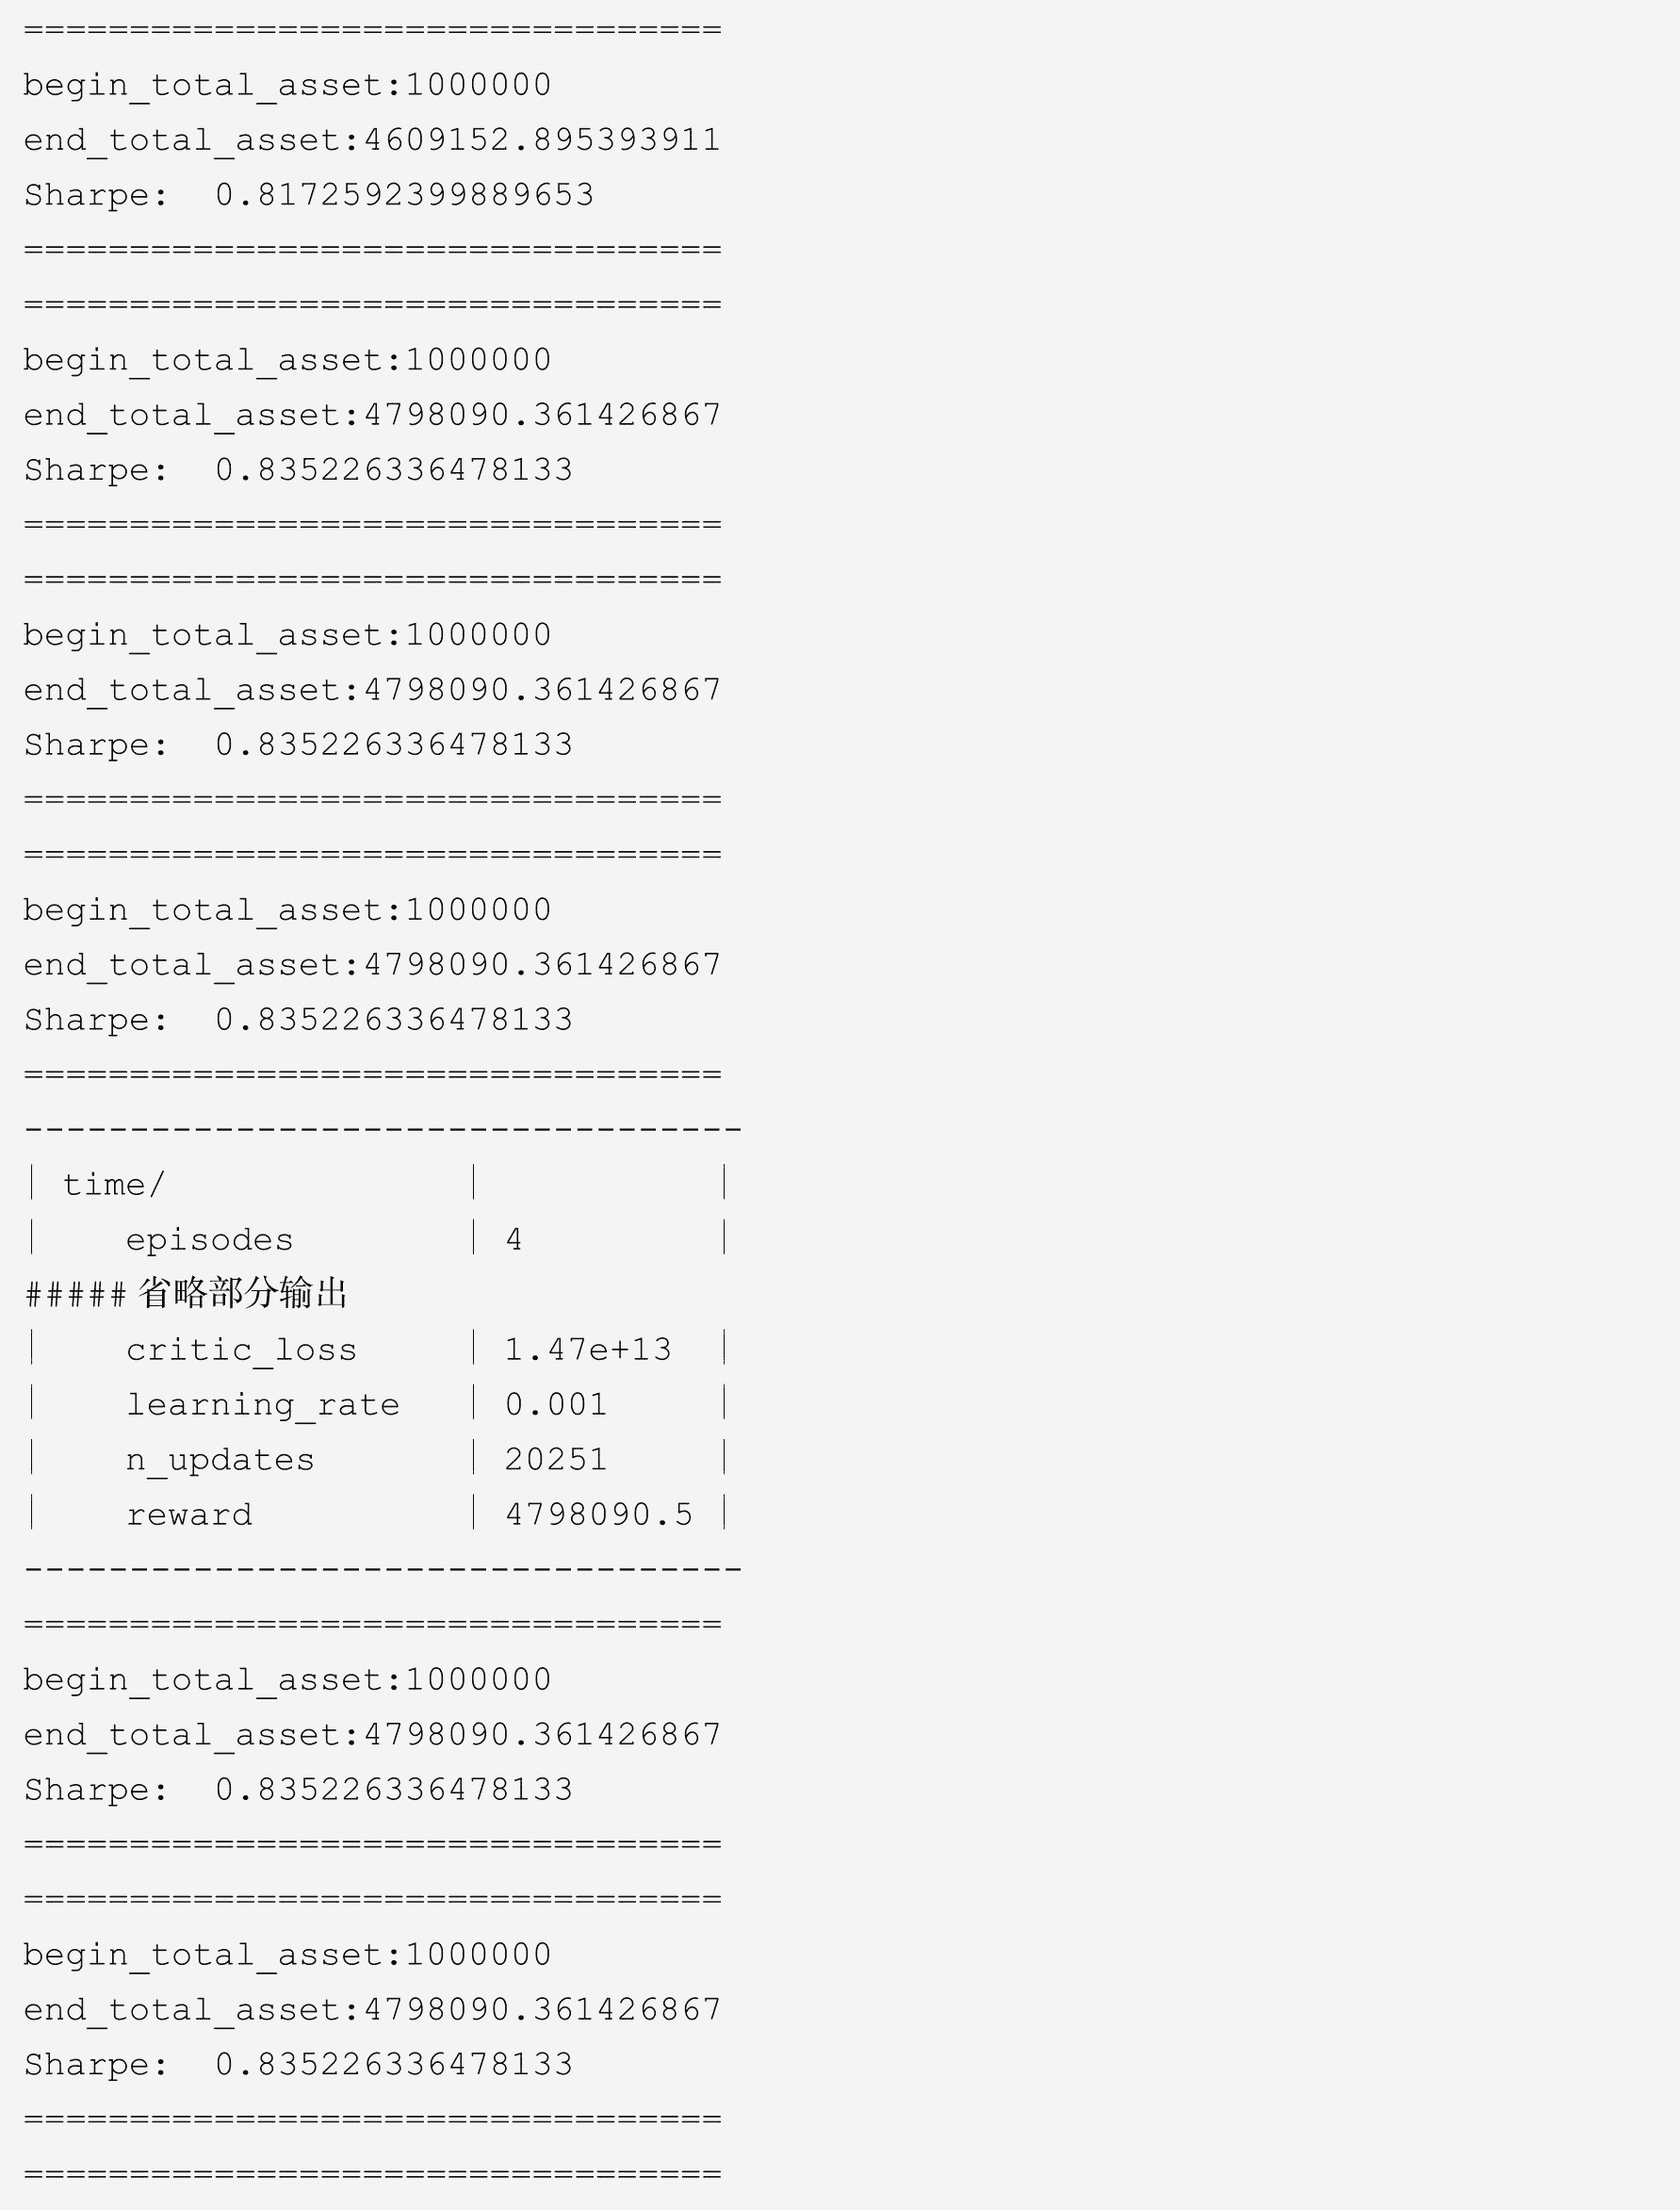 =================================
begin_total_asset:1000000
end_total_asset:4609152.895393911
Sharpe:  0.8172592399889653
=================================
=================================
begin_total_asset:1000000
end_total_asset:4798090.361426867
Sharpe:  0.835226336478133
=================================
=================================
begin_total_asset:1000000
end_total_asset:4798090.361426867
Sharpe:  0.835226336478133
=================================
=================================
begin_total_asset:1000000
end_total_asset:4798090.361426867
Sharpe:  0.835226336478133
=================================
----------------------------------
| time/              |           |
|    episodes        | 4         |
##### 省略部分输出
|    critic_loss     | 1.47e+13  |
|    learning_rate   | 0.001     |
|    n_updates       | 20251     |
|    reward          | 4798090.5 |
----------------------------------
=================================
begin_total_asset:1000000
end_total_asset:4798090.361426867
Sharpe:  0.835226336478133
=================================
=================================
begin_total_asset:1000000
end_total_asset:4798090.361426867
Sharpe:  0.835226336478133
=================================
=================================